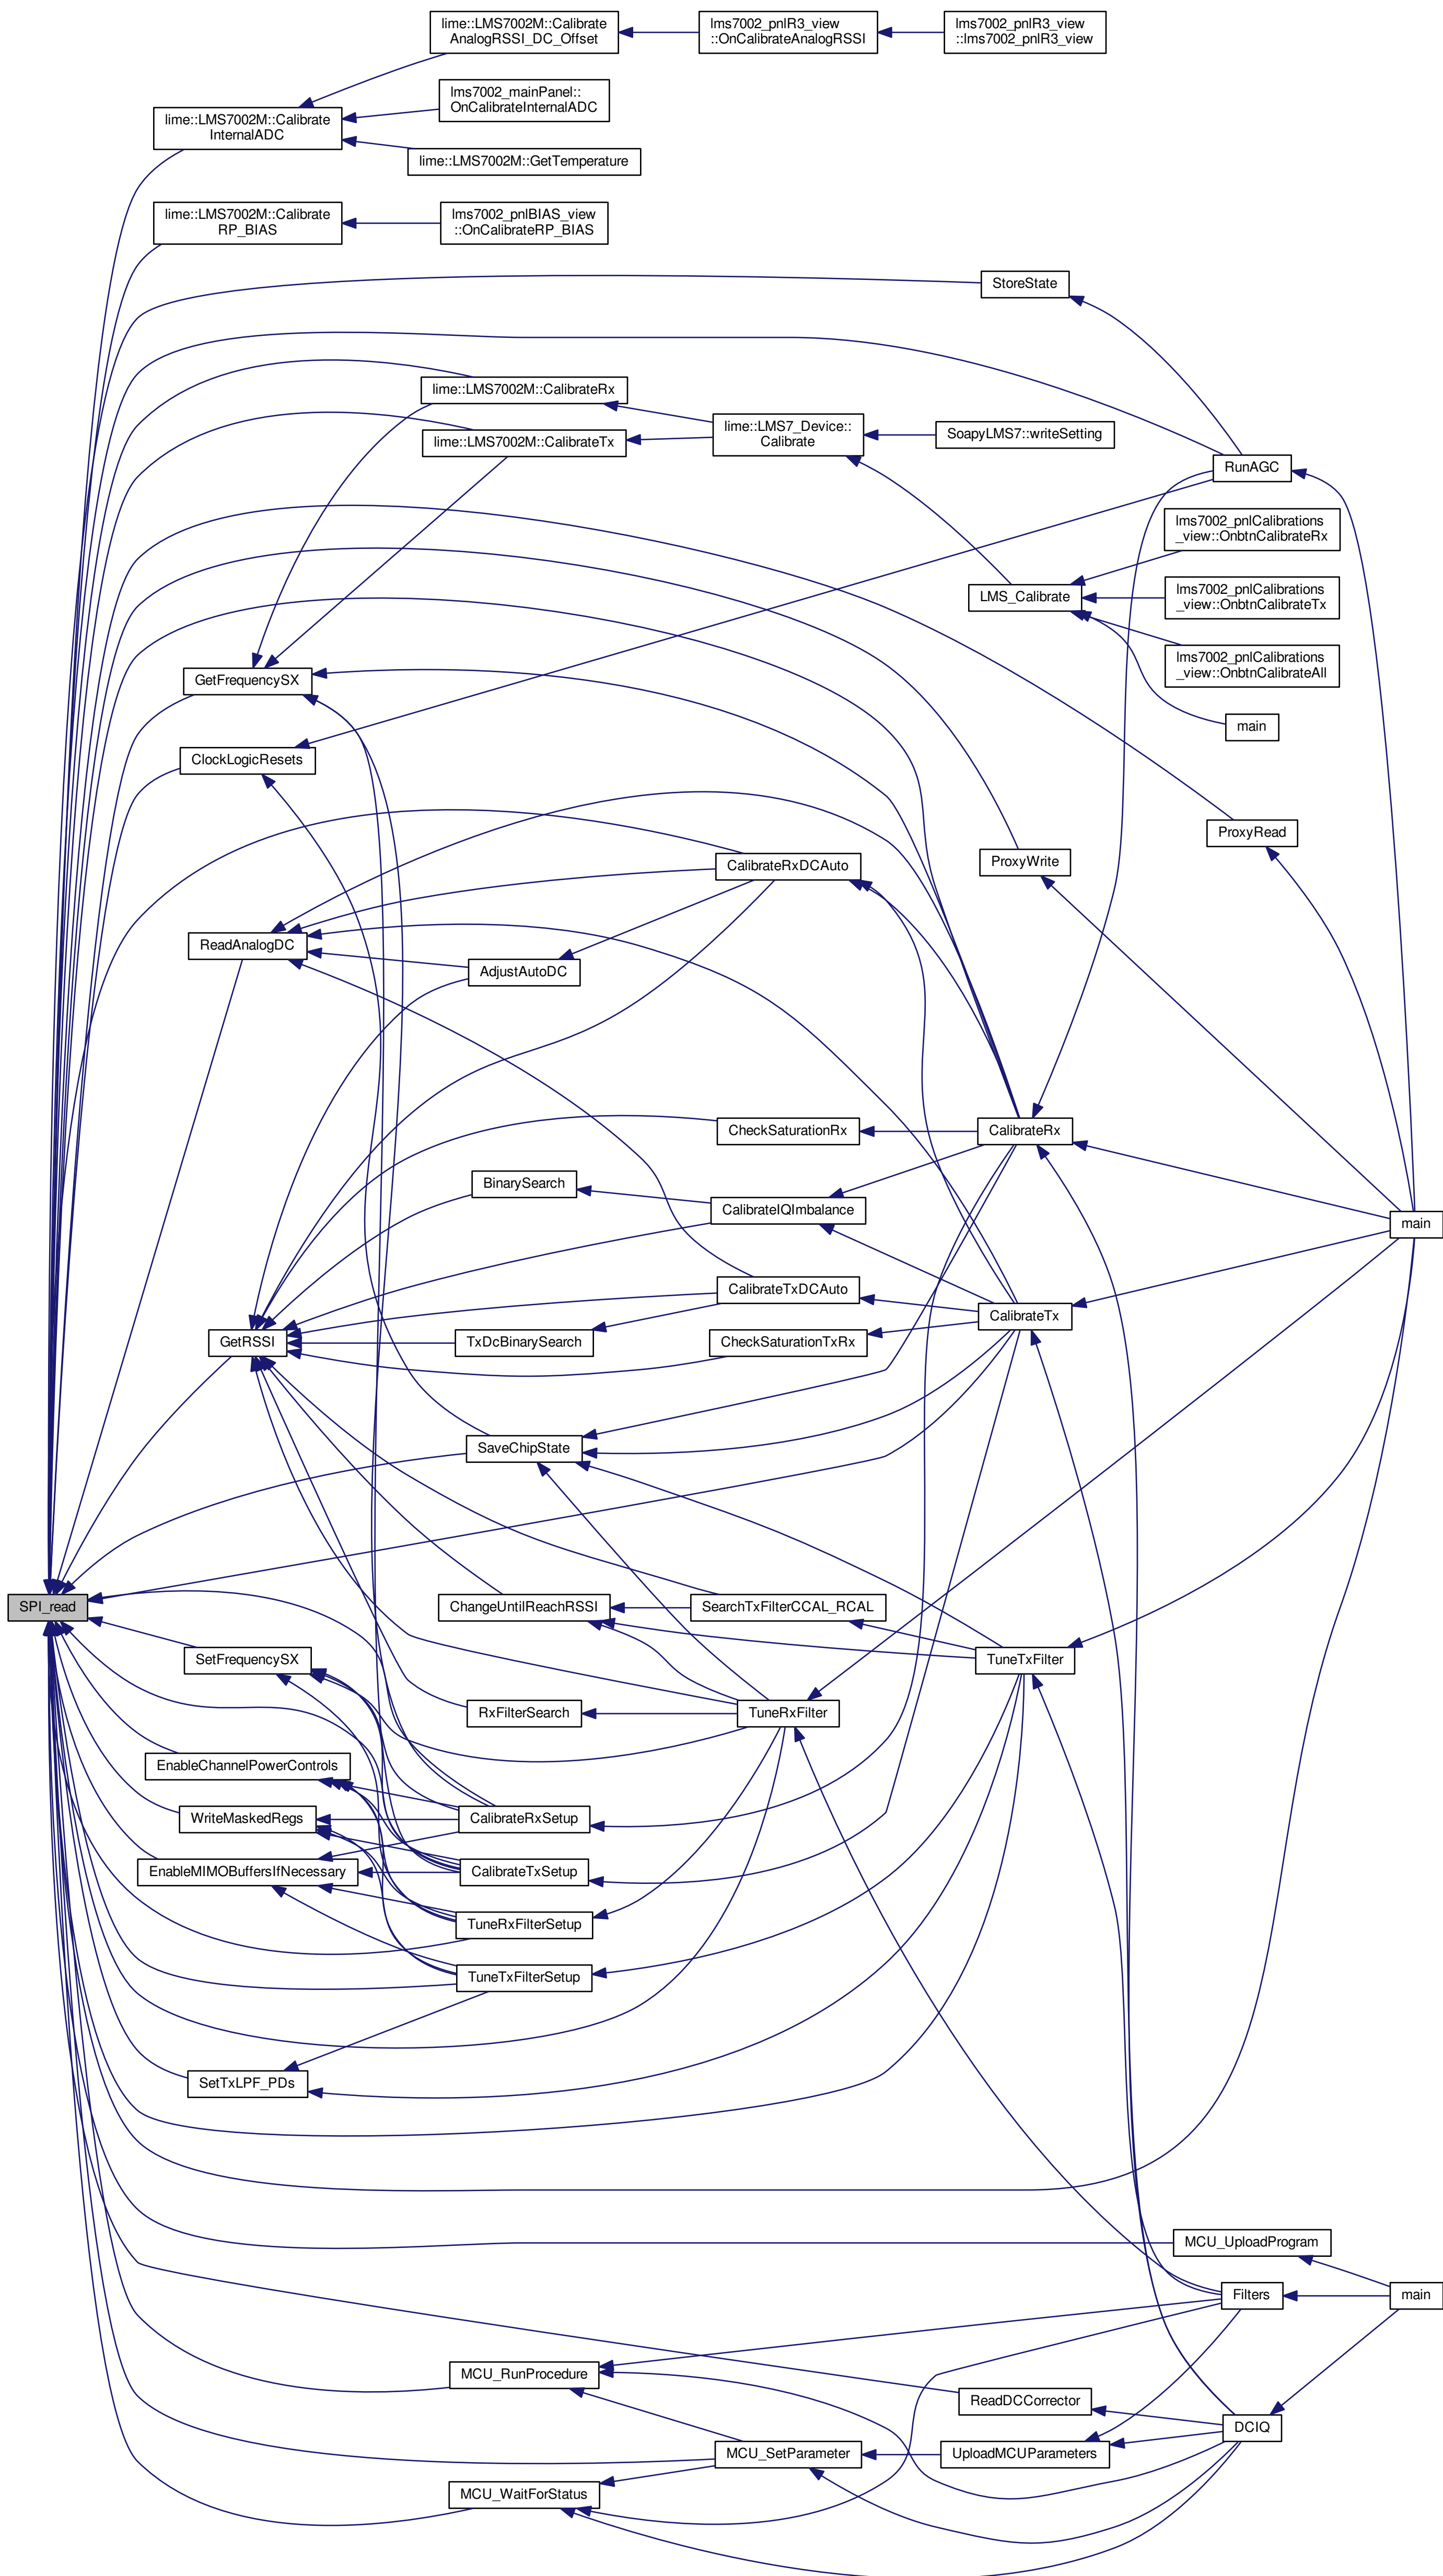 lime::LMS7002M::Calibrate
AnalogRSSI_DC_Offset
lms7002_pnlR3_view
::OnCalibrateAnalogRSSI
lms7002_pnlR3_view
::lms7002_pnlR3_view
lms7002_mainPanel::
OnCalibrateInternalADC
lime::LMS7002M::Calibrate
InternalADC
lime::LMS7002M::GetTemperature
lime::LMS7002M::Calibrate
RP_BIAS
lms7002_pnlBIAS_view
::OnCalibrateRP_BIAS
StoreState
lime::LMS7002M::CalibrateRx
lime::LMS7_Device::
Calibrate
SoapyLMS7::writeSetting
lime::LMS7002M::CalibrateTx
RunAGC
lms7002_pnlCalibrations
_view::OnbtnCalibrateRx
LMS_Calibrate
lms7002_pnlCalibrations
_view::OnbtnCalibrateTx
lms7002_pnlCalibrations
_view::OnbtnCalibrateAll
GetFrequencySX
main
ClockLogicResets
ProxyRead
ProxyWrite
CalibrateRxDCAuto
ReadAnalogDC
AdjustAutoDC
CheckSaturationRx
CalibrateRx
BinarySearch
CalibrateIQImbalance
main
CalibrateTxDCAuto
CalibrateTx
GetRSSI
TxDcBinarySearch
CheckSaturationTxRx
SaveChipState
SPI_read
ChangeUntilReachRSSI
SearchTxFilterCCAL_RCAL
SetFrequencySX
TuneTxFilter
RxFilterSearch
TuneRxFilter
EnableChannelPowerControls
WriteMaskedRegs
CalibrateRxSetup
EnableMIMOBuffersIfNecessary
CalibrateTxSetup
TuneRxFilterSetup
TuneTxFilterSetup
SetTxLPF_PDs
MCU_UploadProgram
Filters
main
MCU_RunProcedure
ReadDCCorrector
DCIQ
MCU_SetParameter
UploadMCUParameters
MCU_WaitForStatus